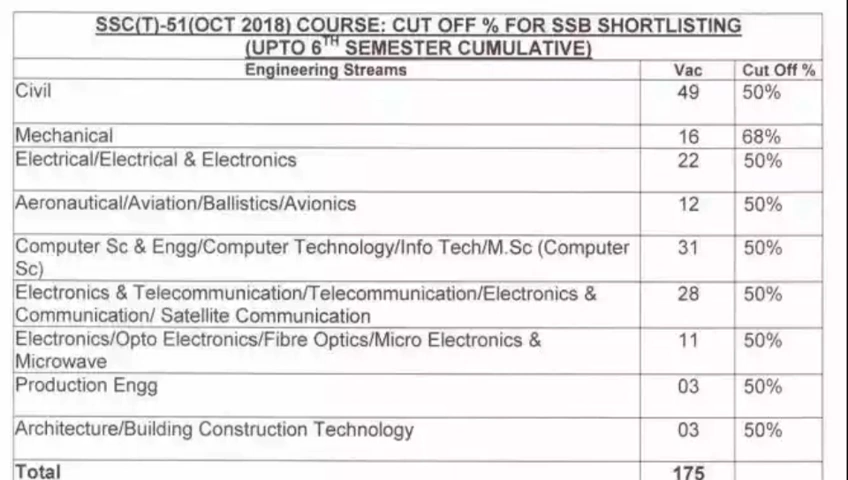 SSC(T)-51(OCT 2018) COURSE: CUT OFF % FOR SSB SHORTLISTING
(UPTO 6TH SEMESTER CUMULATIVE)
Engineering Streams Vac Cut Off %
Civil 49 50%
Mechanical 16 68%
Electrical/Electrical & Electronics 22 50%
Aeronautical/Aviation/Ballistics/Avionics 12 50%
Computer Sc & Engg/Computer Technology/Info Tech/M.Sc (Computer 31 50%
Sc)
Electronics & Telecommunication/Telecommunication/Electronics & 28 50%
Communication/ Satellite Communication
Electronics/Opto Electronics/Fibre Optics/Micro Electronics & 11 50%
Microwave
Production Engg 03 50%
Architecture/Building Construction Technology 03 50%
Total 175